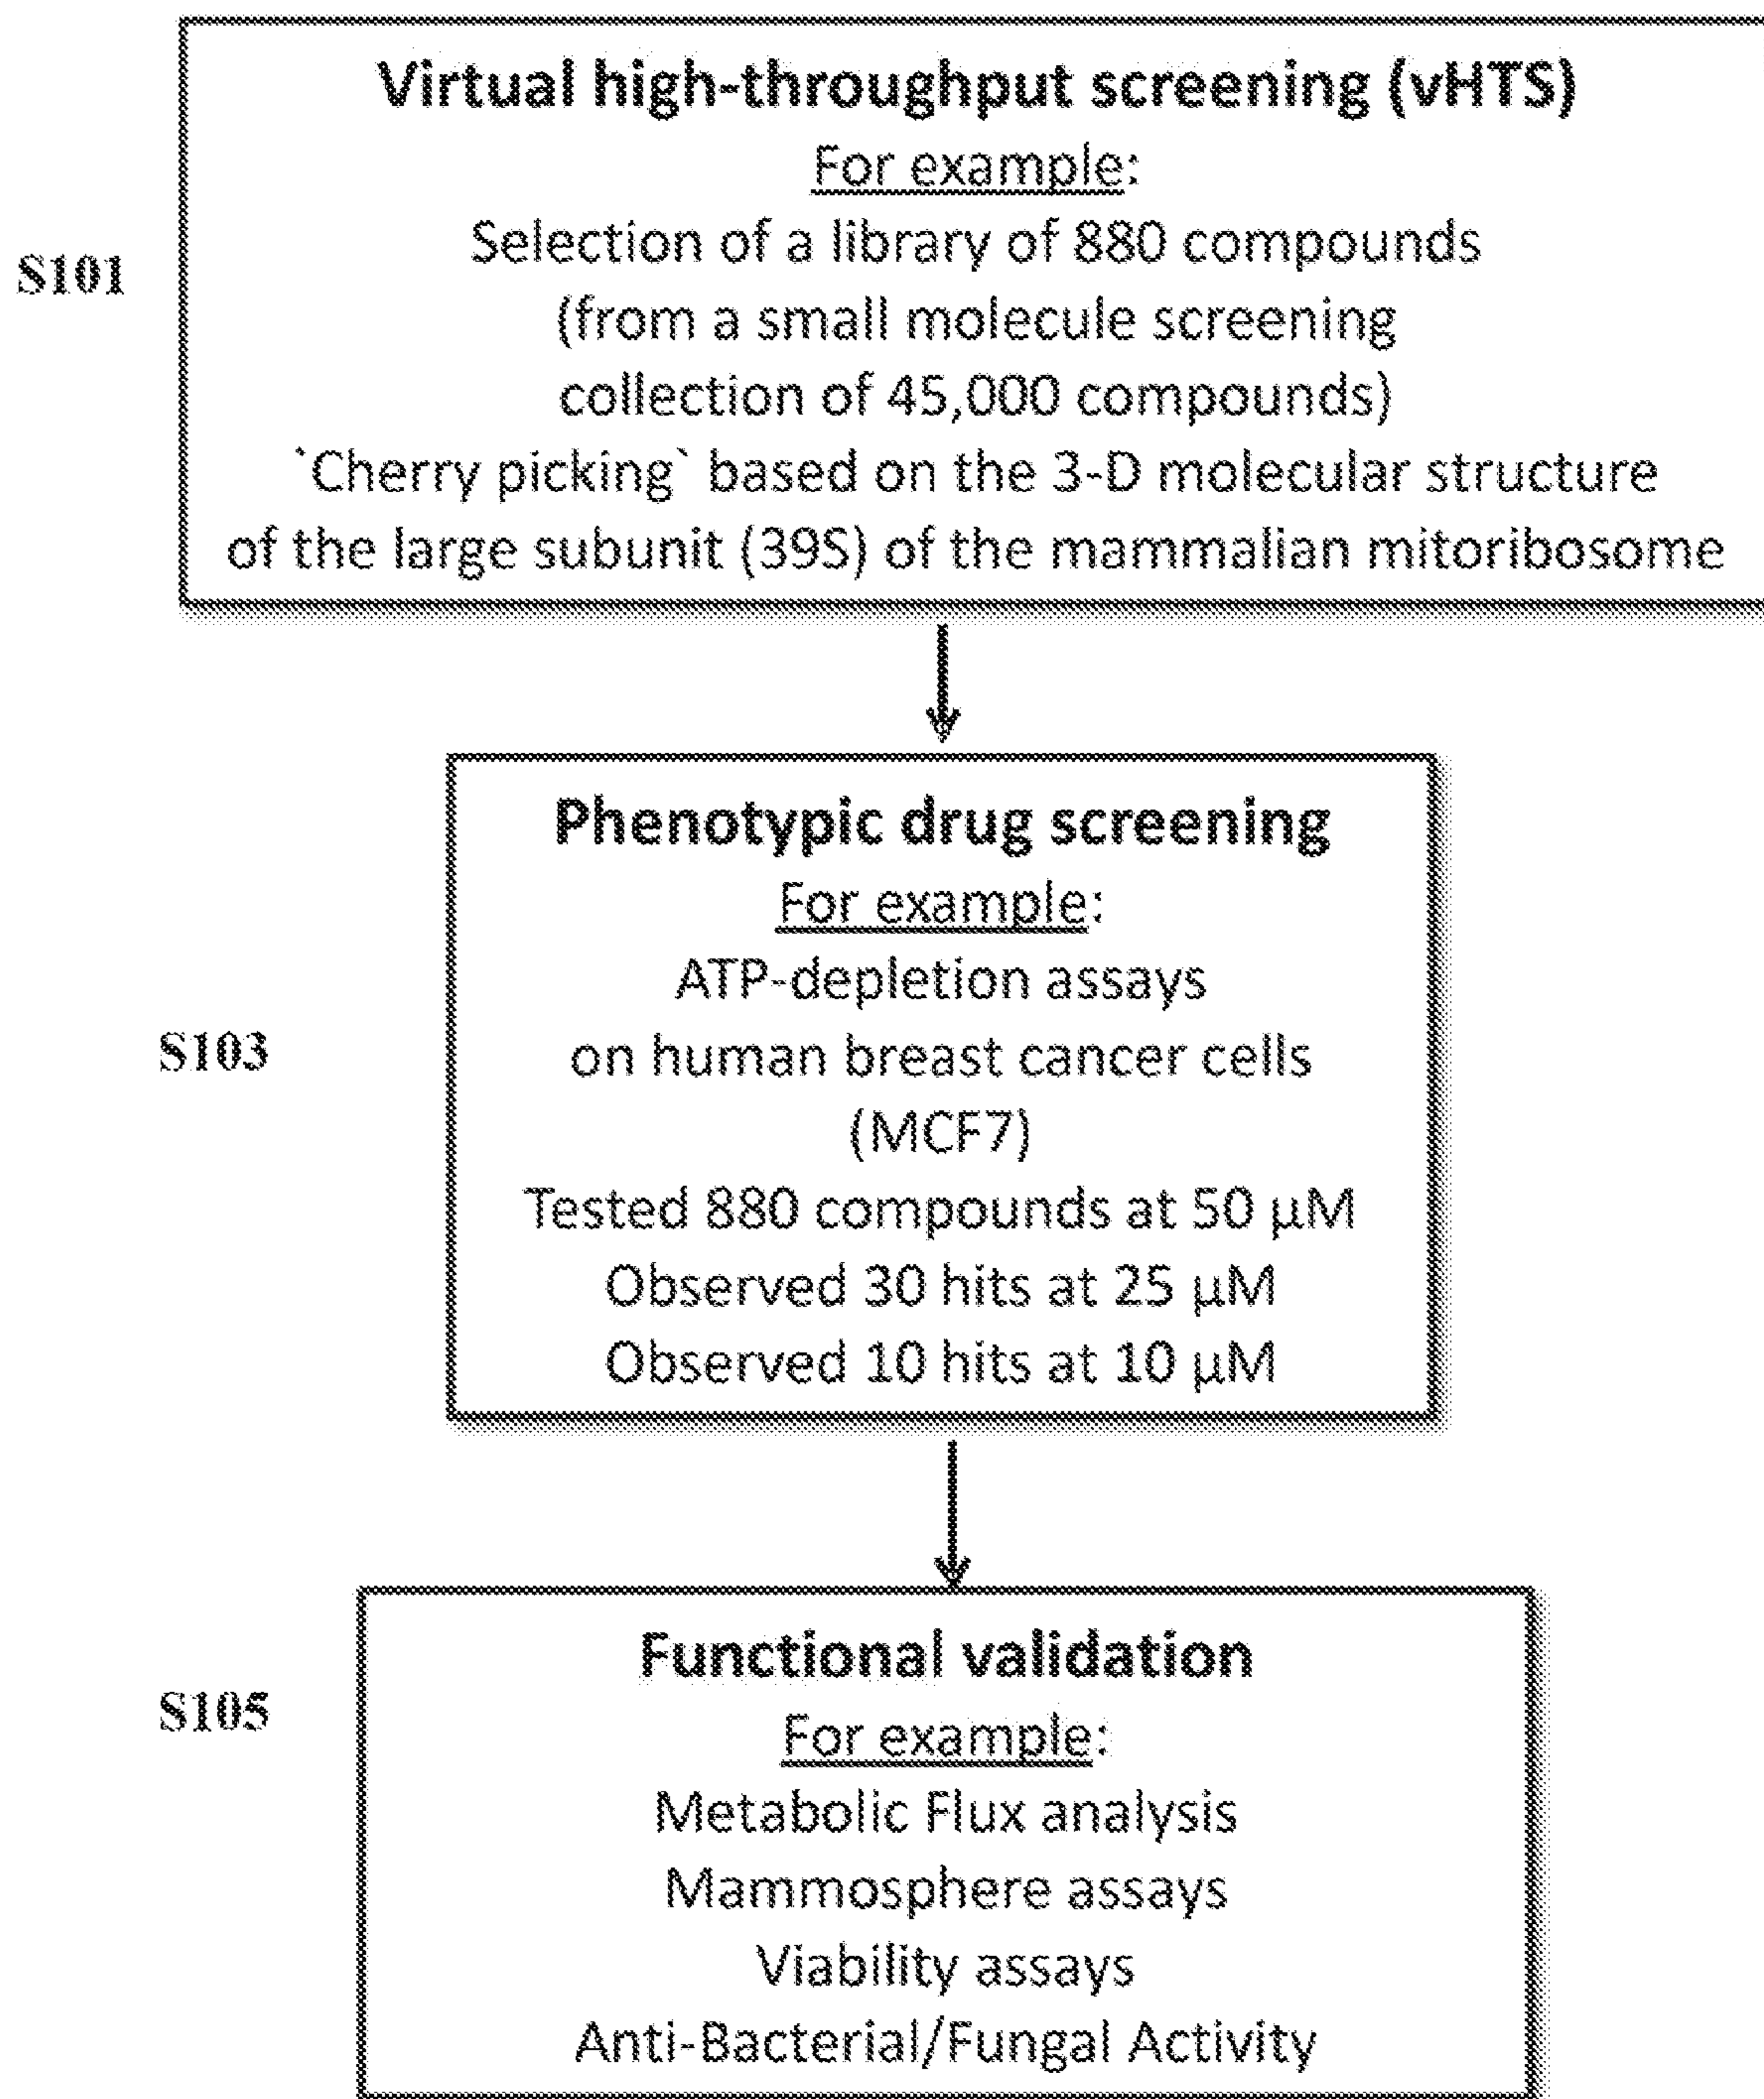 Virtual high-throughput screening (vHTS)
For example:
S101
Selection of a library of 880 compounds
(from a small molecule screening
collection of 45,000 compounds)
`Cherry picking` based on the 3-D molecular structure
of the large subunit (39S) of the mammalian mitoribosome
Phenotypic drug screening
For example:
ATP-depletion assays
S103
on human breast cancer cells
(MCF7)
Tested 880 compounds at 50 µM
Observed 30 hits at 25 µM
Observed 10 hits at 10 µM
Functional validation
S105
For example:
Metabolic Flux analysis
Mammosphere assays
Viability assays
Anti-Bacterial/Fungal Activity